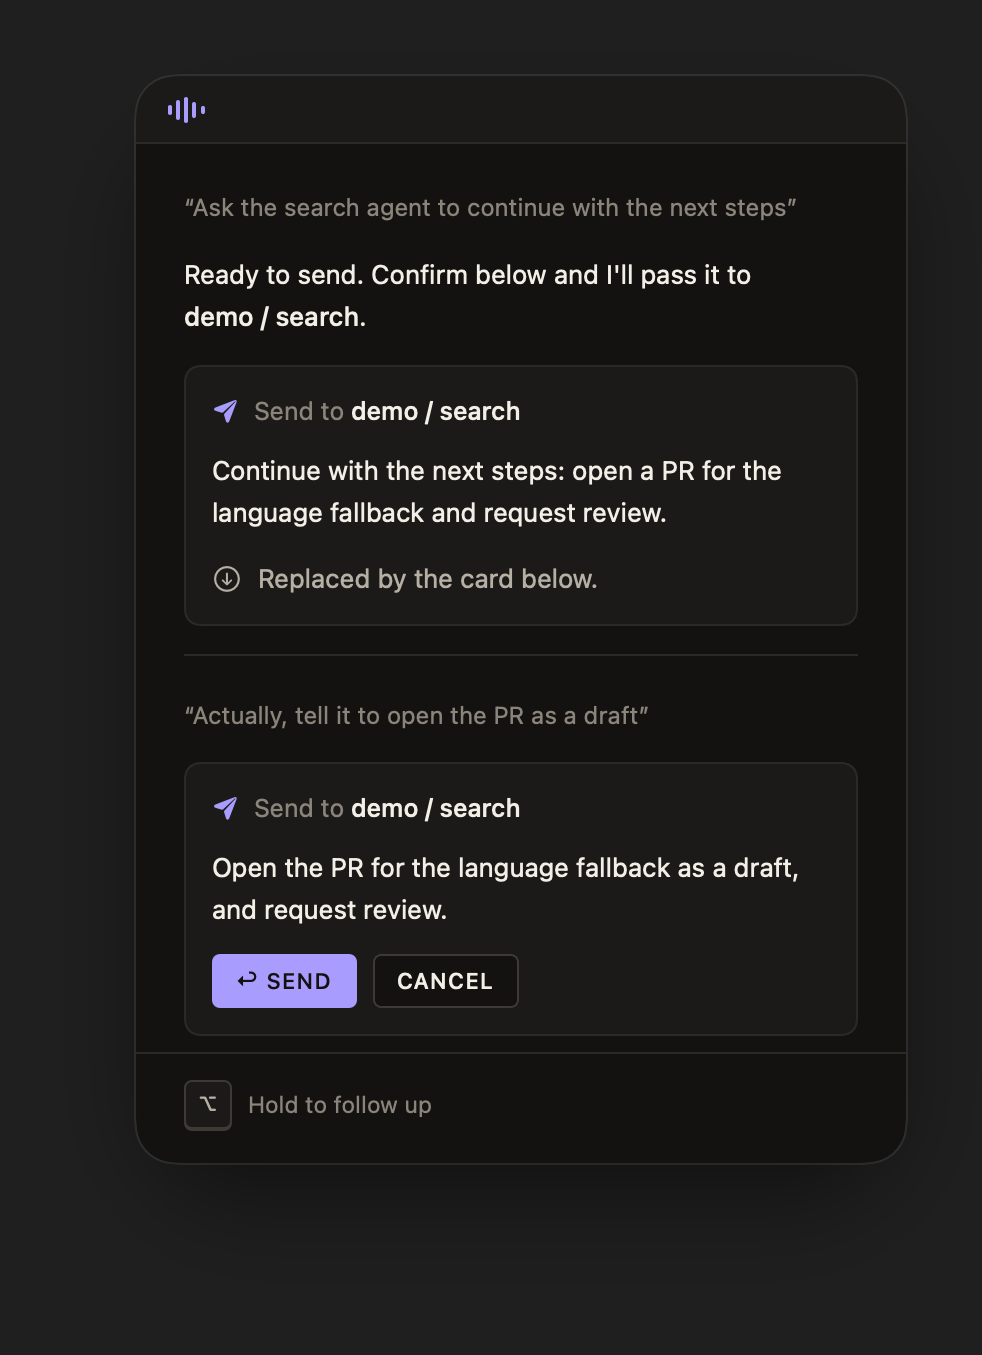 “Ask the search agent to continue with the next steps”
Ready to send. Confirm below and I'll pass it to
demo / search.
Send to demo / search
Continue with the next steps: open a PR for the
language fallback and request review.
Replaced by the card below.
“Actually, tell it to open the PR as a draft”
Send to demo / search
Open the PR for the language fallback as a draft,
and request review.
↩ SEND
CANCEL
⌥ Hold to follow up